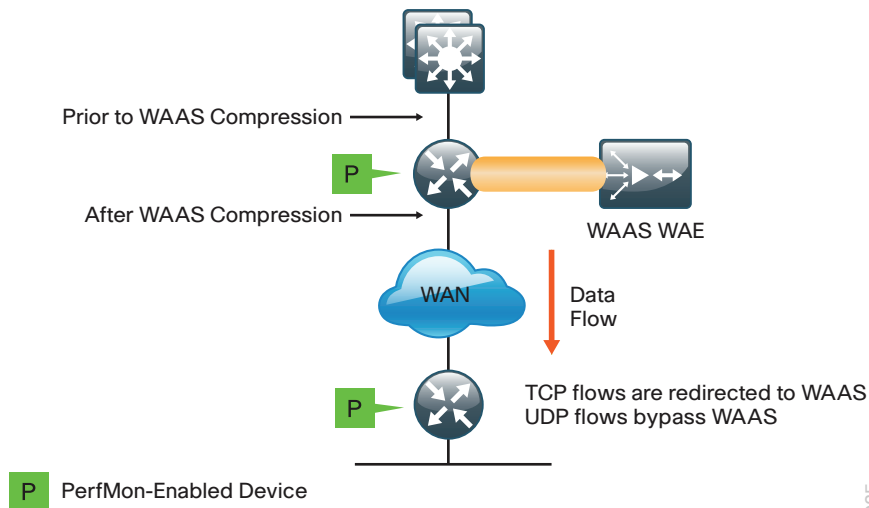 Prior to WAAS Compression
P
After WAAS Compression
WAAS WAE
WAN
Data
Flow
P
TCP flows are redirected to WAAS
UDP flows bypass WAAS
P PerfMon-Enabled Device